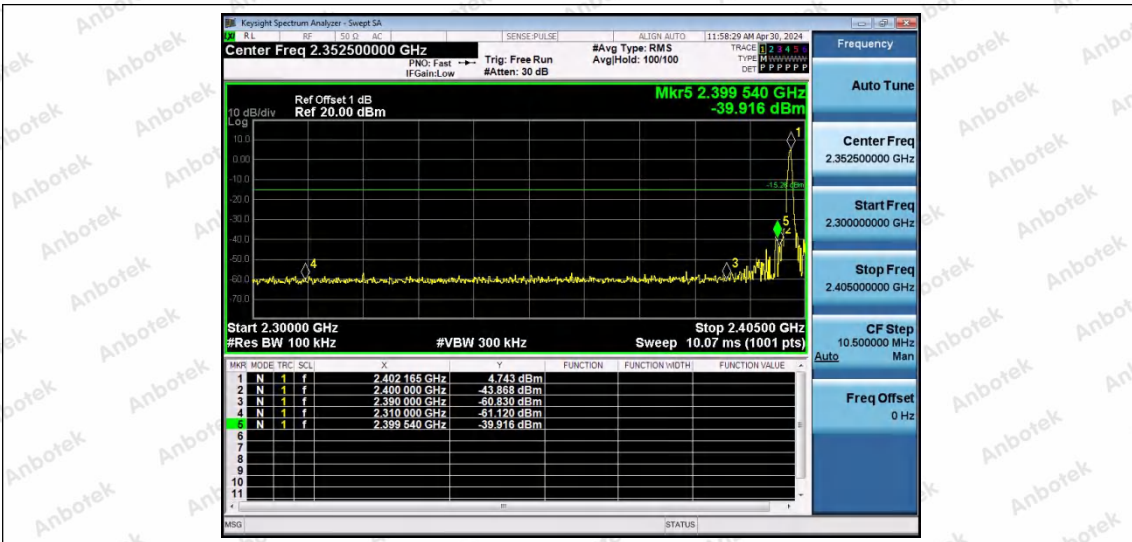 Keysight Spectrum Analyzer - Swept SA
RL RF 50 Ω AC SENSE:PULSE ALIGN AUTO 11:58:29 AM Apr 30, 2024
Center Freq 2.352500000 GHz
PNO: Fast
IFGain:Low
Trig: Free Run
#Atten: 30 dB
#Avg Type: RMS
Avg|Hold: 100/100
TRACE 1 2 3 4 5 6
TYPE M W W W W W
DET P P P P P P
Mkr5 2.399 540 GHz
-39.916 dBm
Ref Offset 1 dB
10 dB/div Ref 20.00 dBm
Log
10.0
0.00
-10.0
-20.0
-30.0
-40.0
-50.0
-60.0
-70.0
-15.26 dBm
1
5
2
3
4
Start 2.30000 GHz Stop 2.40500 GHz
#Res BW 100 kHz #VBW 300 kHz Sweep 10.07 ms (1001 pts)
MKR MODE TRC SCL X Y FUNCTION FUNCTION WIDTH FUNCTION VALUE
1 N 1 f 2.402 165 GHz 4.743 dBm
2 N 1 f 2.400 000 GHz -43.868 dBm
3 N 1 f 2.390 000 GHz -60.830 dBm
4 N 1 f 2.310 000 GHz -61.120 dBm
5 N 1 f 2.399 540 GHz -39.916 dBm
6
7
8
9
10
11
MSG STATUS
Frequency
Auto Tune
Center Freq
2.352500000 GHz
Start Freq
2.300000000 GHz
Stop Freq
2.405000000 GHz
CF Step
10.500000 MHz
Auto Man
Freq Offset
0 Hz
Anbotek